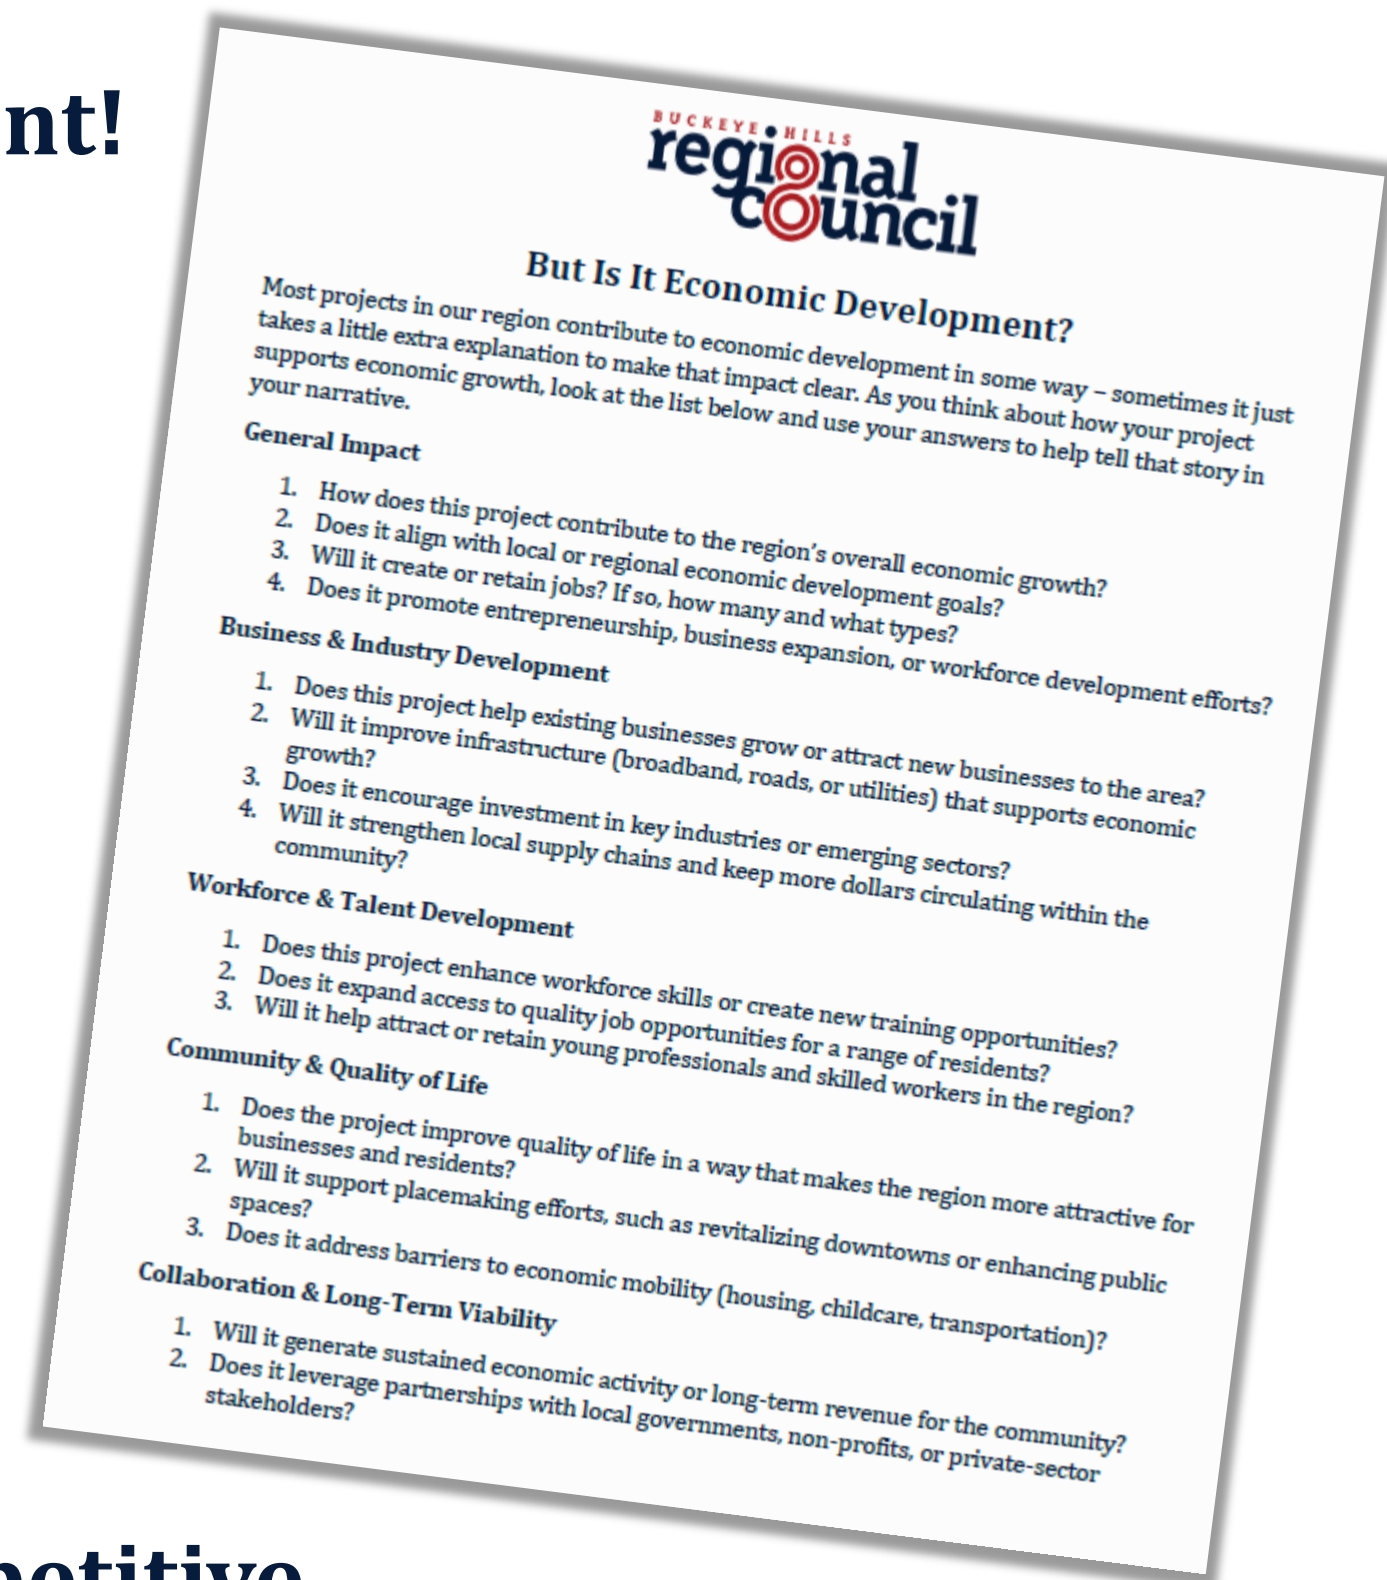 nt!
BUCKEYE HILLS
regional
council
But Is It Economic Development?
Most projects in our region contribute to economic development in some way – sometimes it just
takes a little extra explanation to make that impact clear. As you think about how your project
supports economic growth, look at the list below and use your answers to help tell that story in
your narrative.
General Impact
1. How does this project contribute to the region's overall economic growth?
2. Does it align with local or regional economic development goals?
3. Will it create or retain jobs? If so, how many and what types?
4. Does it promote entrepreneurship, business expansion, or workforce development efforts?
Business & Industry Development
1. Does this project help existing businesses grow or attract new businesses to the area?
2. Will it improve infrastructure (broadband, roads, or utilities) that supports economic
growth?
3. Does it encourage investment in key industries or emerging sectors?
4. Will it strengthen local supply chains and keep more dollars circulating within the
community?
Workforce & Talent Development
1. Does this project enhance workforce skills or create new training opportunities?
2. Does it expand access to quality job opportunities for a range of residents?
3. Will it help attract or retain young professionals and skilled workers in the region?
Community & Quality of Life
1. Does the project improve quality of life in a way that makes the region more attractive for
businesses and residents?
2. Will it support placemaking efforts, such as revitalizing downtowns or enhancing public
spaces?
3. Does it address barriers to economic mobility (housing, childcare, transportation)?
Collaboration & Long-Term Viability
1. Will it generate sustained economic activity or long-term revenue for the community?
2. Does it leverage partnerships with local governments, non-profits, or private-sector
stakeholders?
petitive